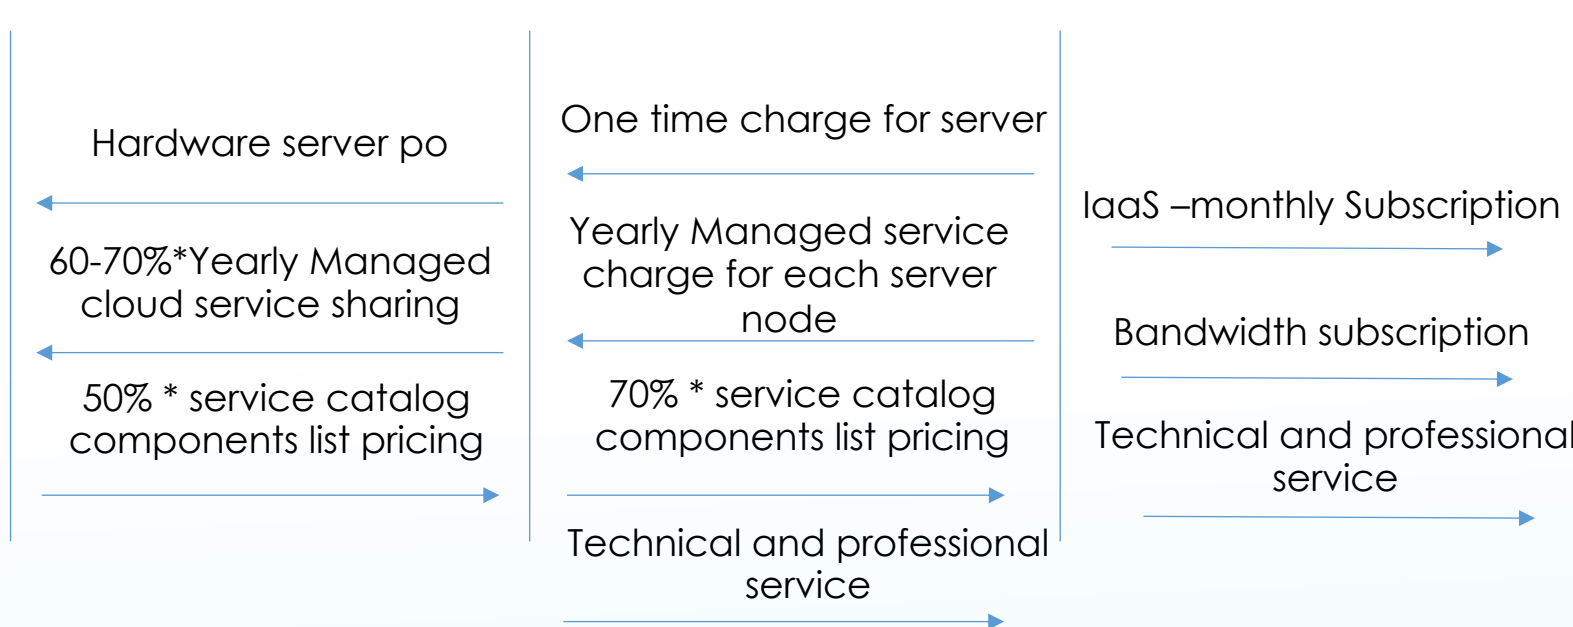 Hardware server po
60-70%*Yearly Managed
cloud service sharing
50% * service catalog
components list pricing
One time charge for server
Yearly Managed service
charge for each server
node
70% * service catalog
components list pricing
Technical and professional
service
IaaS –monthly Subscription
Bandwidth subscription
Technical and professional
service